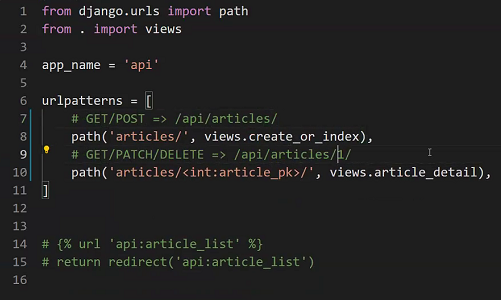 1 from django.urls import path
2 from . import views
3
4 app_name = 'api'
5
6 urlpatterns = [
7     # GET/POST => /api/articles/
8     path('articles/', views.create_or_index),
9     # GET/PATCH/DELETE => /api/articles/1/
10     path('articles/<int:article_pk>/', views.article_detail),
11 ]
12
13
14 # {% url 'api:article_list' %}
15 # return redirect('api:article_list')
16